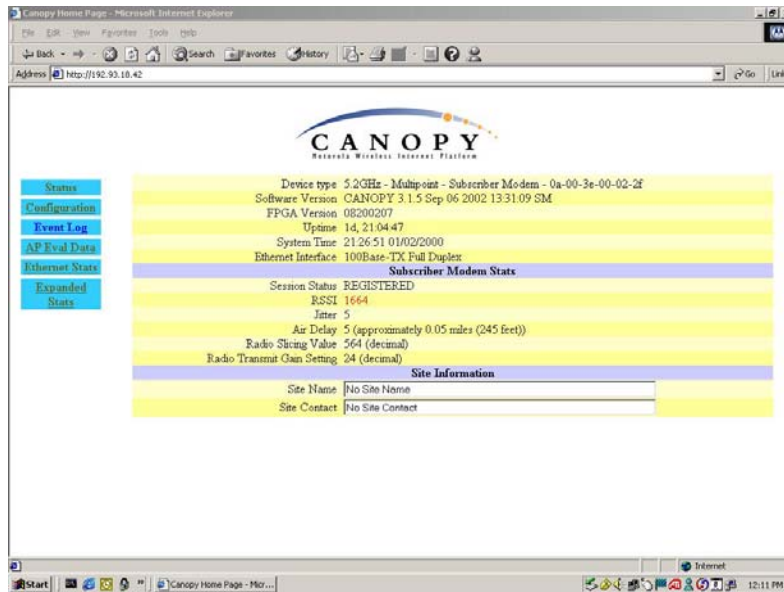 Canopy Home Page - Microsoft Internet Explorer
File Edit View Favorites Tools Help
Back Search Favorites History
Address http://192.93.18.42 Go
CANOPY
Motorola Wireless Internet Platform
Status
Configuration
Event Log
AP Eval Data
Ethernet Stats
Expanded
Stats
Device type 5.2GHz - Multipoint - Subscriber Modem - 0a-00-3e-00-02-2f
Software Version CANOPY 3.1.5 Sep 06 2002 13:31:09 SM
FPGA Version 08200207
Uptime 1d, 21:04:47
System Time 21:26:51 01/02/2000
Ethernet Interface 100Base-TX Full Duplex
Subscriber Modem Stats
Session Status REGISTERED
RSSI 1664
Jitter 5
Air Delay 5 (approximately 0.05 miles (245 feet))
Radio Slicing Value 564 (decimal)
Radio Transmit Gain Setting 24 (decimal)
Site Information
Site Name No Site Name
Site Contact No Site Contact
Internet
Start Canopy Home Page - Micr... 12:11 PM